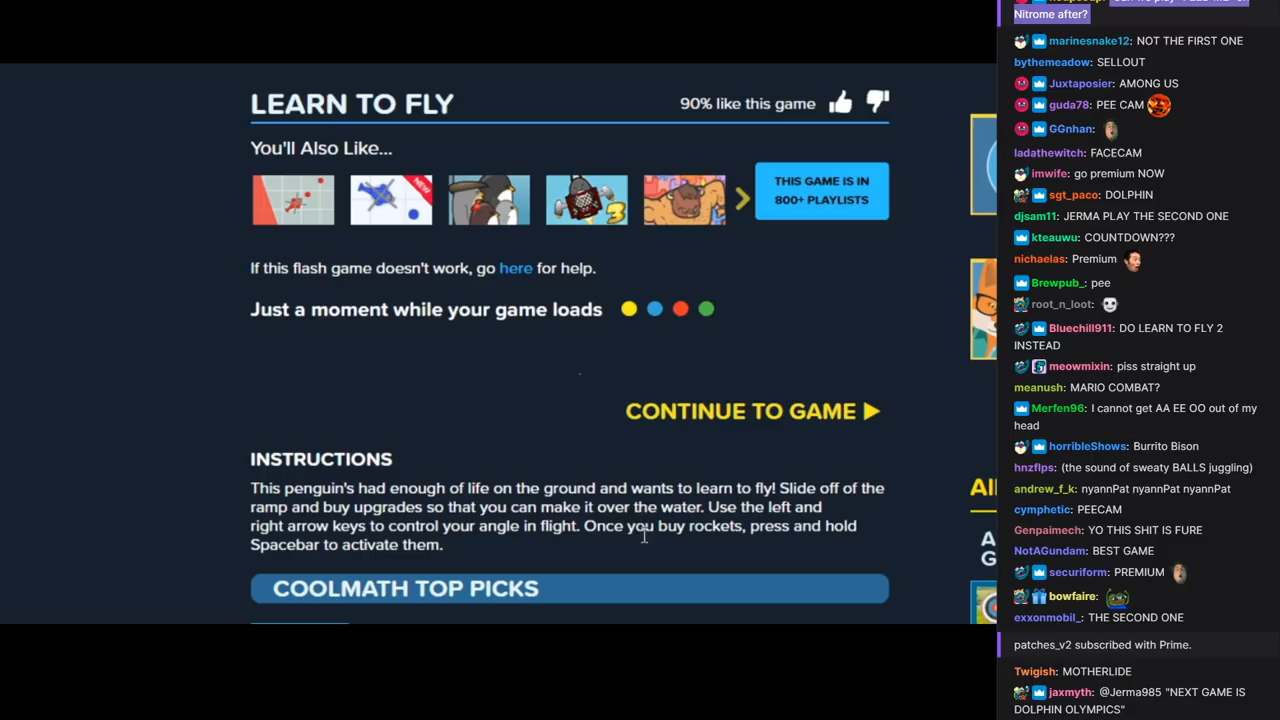 LEARN TO FLY
90% like this game
You'll Also Like...
NEW
3
THIS GAME IS IN
800+ PLAYLISTS
If this flash game doesn't work, go here for help.
Just a moment while your game loads
CONTINUE TO GAME
INSTRUCTIONS
This penguin's had enough of life on the ground and wants to learn to fly! Slide off of the
ramp and buy upgrades so that you can make it over the water. Use the left and
right arrow keys to control your angle in flight. Once you buy rockets, press and hold
Spacebar to activate them.
COOLMATH TOP PICKS
Nitrome after?
marinesnake12: NOT THE FIRST ONE
bythemeadow: SELLOUT
Juxtaposier: AMONG US
guda78: PEE CAM
GGnhan:
ladathewitch: FACECAM
imwife: go premium NOW
sgt_paco: DOLPHIN
djsam11: JERMA PLAY THE SECOND ONE
kteauwu: COUNTDOWN???
nichaelas: Premium
Brewpub_: pee
root_n_loot:
Bluechill911: DO LEARN TO FLY 2
INSTEAD
meowmixin: piss straight up
meanush: MARIO COMBAT?
Merfen96: I cannot get AA EE OO out of my
head
horribleShows: Burrito Bison
hnzflps: (the sound of sweaty BALLS juggling)
andrew_f_k: nyannPat nyannPat nyannPat
cymphetic: PEECAM
Genpaimech: YO THIS SHIT IS FURE
NotAGundam: BEST GAME
securiform: PREMIUM
bowfaire:
exxonmobil_: THE SECOND ONE
patches_v2 subscribed with Prime.
Twigish: MOTHERLIDE
jaxmyth: @Jerma985 "NEXT GAME IS
DOLPHIN OLYMPICS"